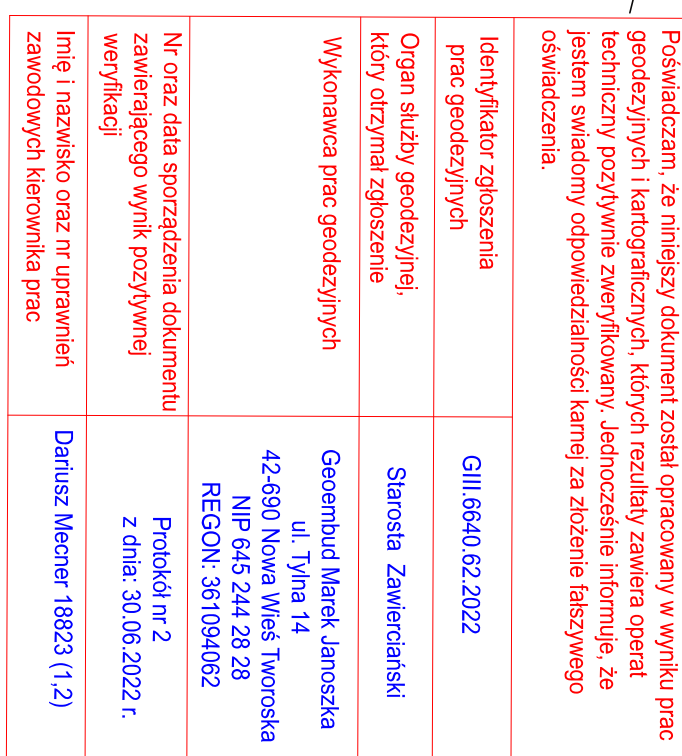 Poświadczam, że niniejszy dokument został opracowany w wyniku prac
geodezyjnych i kartograficznych, których rezultaty zawiera operat
techniczny pozytywnie zweryfikowany. Jednocześnie informuje, że
jestem swiadomy odpowiedzialności karnej za złożenie fałszywego
oświadczenia.
Identyfikator zgłoszenia
prac geodezyjnych
GIII.6640.62.2022
Organ służby geodezyjnej,
który otrzymał zgłoszenie
Starosta Zawierciański
Wykonawca prac geodezyjnych
Geoembud Marek Janoszka
ul. Tylna 14
42-690 Nowa Wieś Tworoska
NIP 645 244 28 28
REGON: 361094062
Nr oraz data sporządzenia dokumentu
zawierającego wynik pozytywnej
weryfikacji
Protokół nr 2
z dnia: 30.06.2022 r.
Imię i nazwisko oraz nr uprawnień
zawodowych kierownika prac
Dariusz Mecner 18823 (1,2)